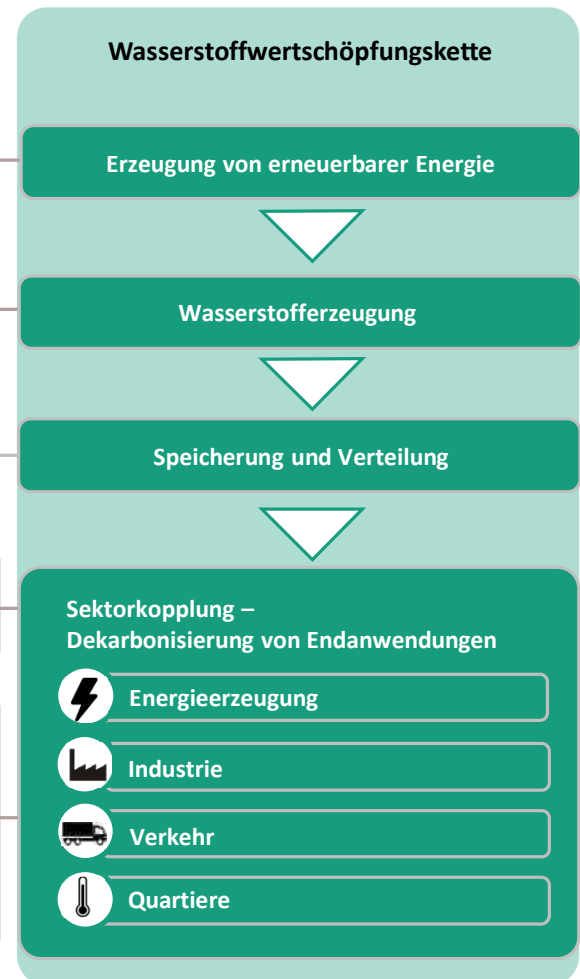 Wasserstoffwertschöpfungskette
Erzeugung von erneuerbarer Energie
Wasserstofferzeugung
Speicherung und Verteilung
Sektorkopplung –
Dekarbonisierung von Endanwendungen
Energieerzeugung
Industrie
Verkehr
Quartiere